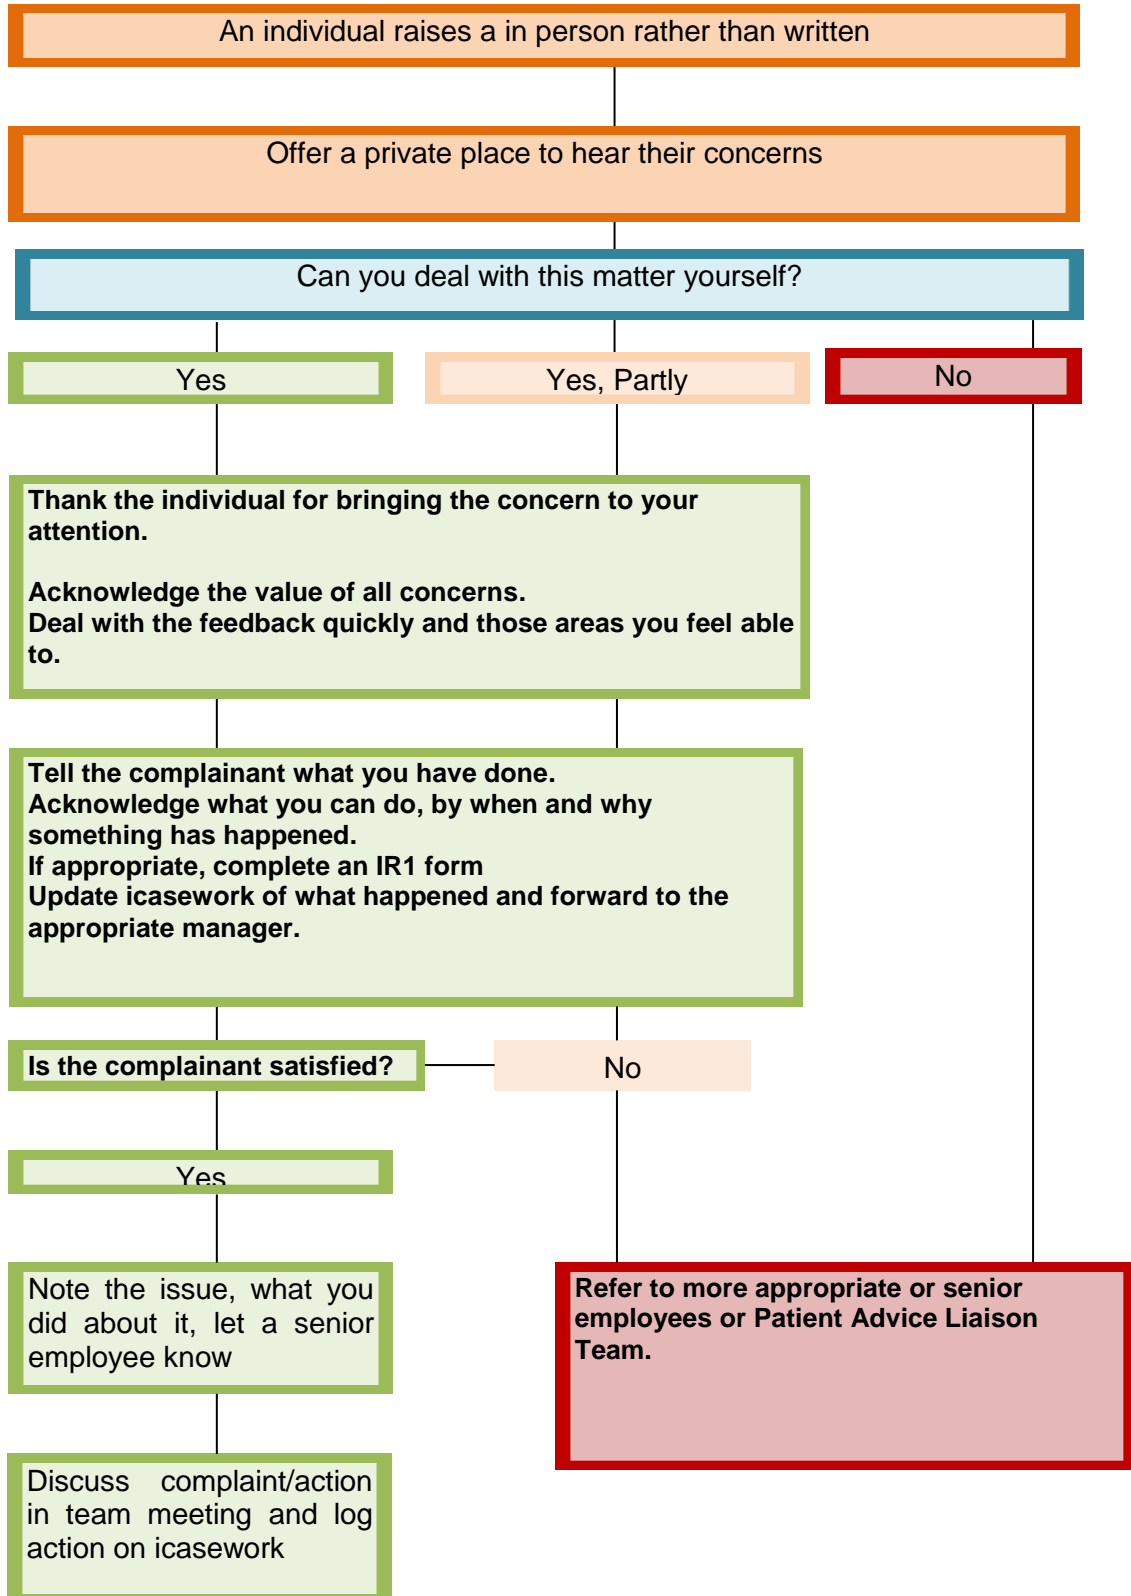 An individual raises a in person rather than written
Offer a private place to hear their concerns
Can you deal with this matter yourself?
Yes
Yes, Partly
No
Thank the individual for bringing the concern to your
attention.
Acknowledge the value of all concerns.
Deal with the feedback quickly and those areas you feel able
to.
Tell the complainant what you have done.
Acknowledge what you can do, by when and why
something has happened.
If appropriate, complete an IR1 form
Update icasework of what happened and forward to the
appropriate manager.
Is the complainant satisfied?
No
Yes
Note the issue, what you
did about it, let a senior
employee know
Refer to more appropriate or senior
employees or Patient Advice Liaison
Team.
Discuss complaint/action
in team meeting and log
action on icasework